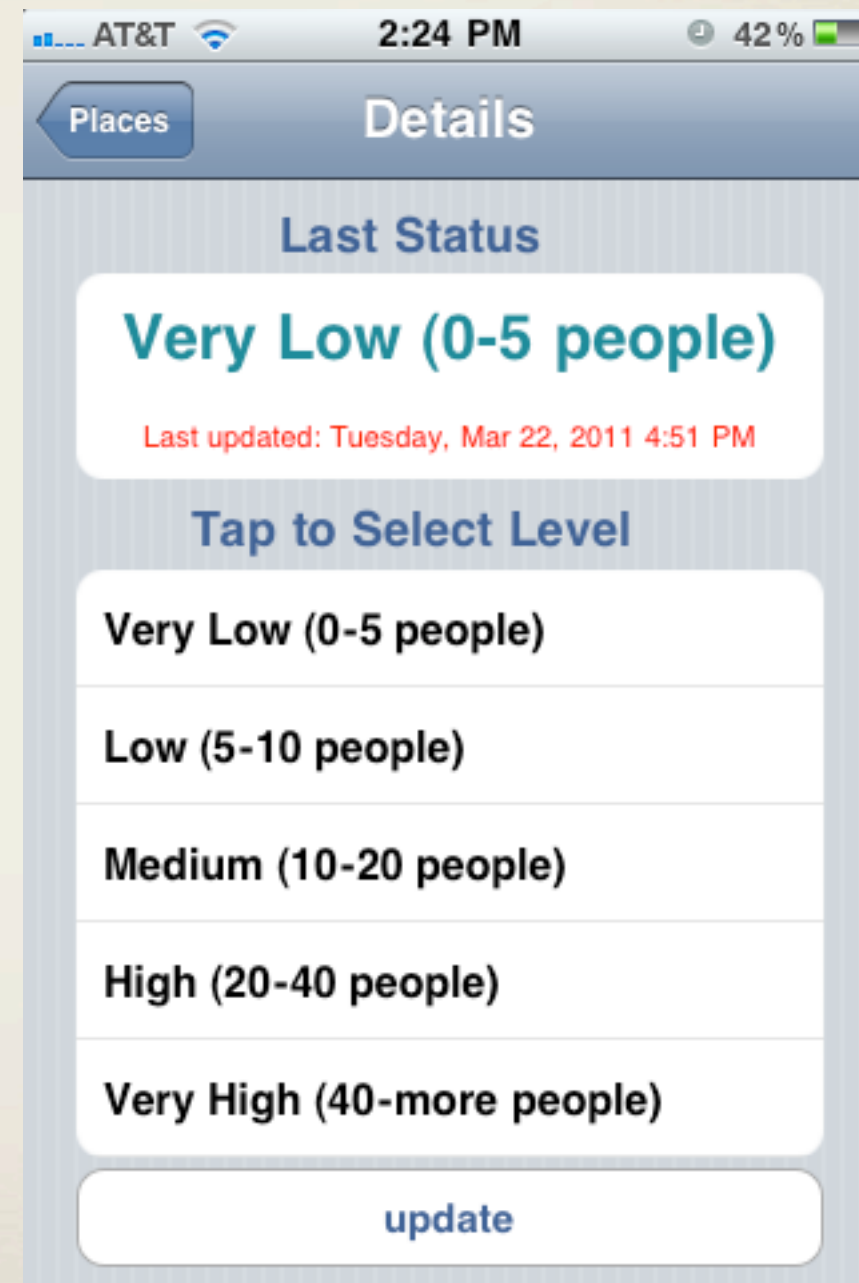 AT&T 2:24 PM 42%
Places Details
Last Status
Very Low (0-5 people)
Last updated: Tuesday, Mar 22, 2011 4:51 PM
Tap to Select Level
Very Low (0-5 people)
Low (5-10 people)
Medium (10-20 people)
High (20-40 people)
Very High (40-more people)
update